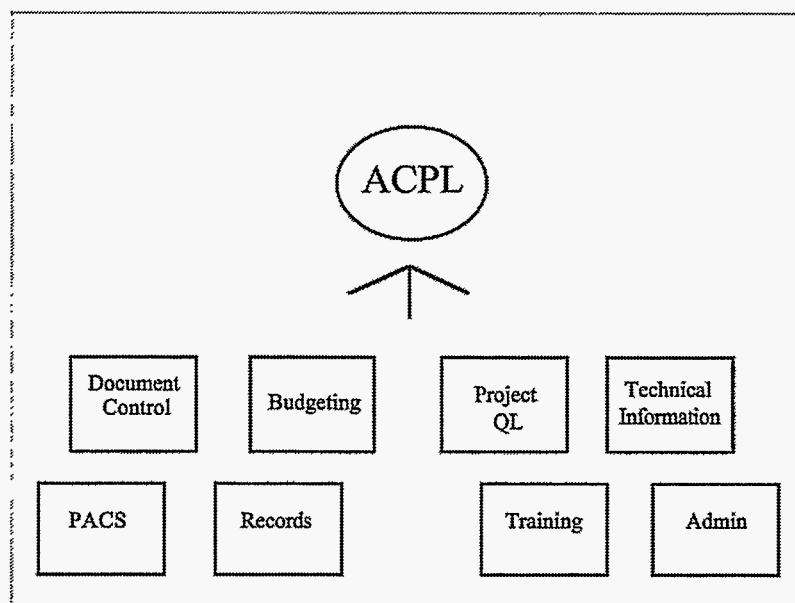 ACPL
Document
Control
Budgeting
Project
QL
Technical
Information
PACS
Records
Training
Admin